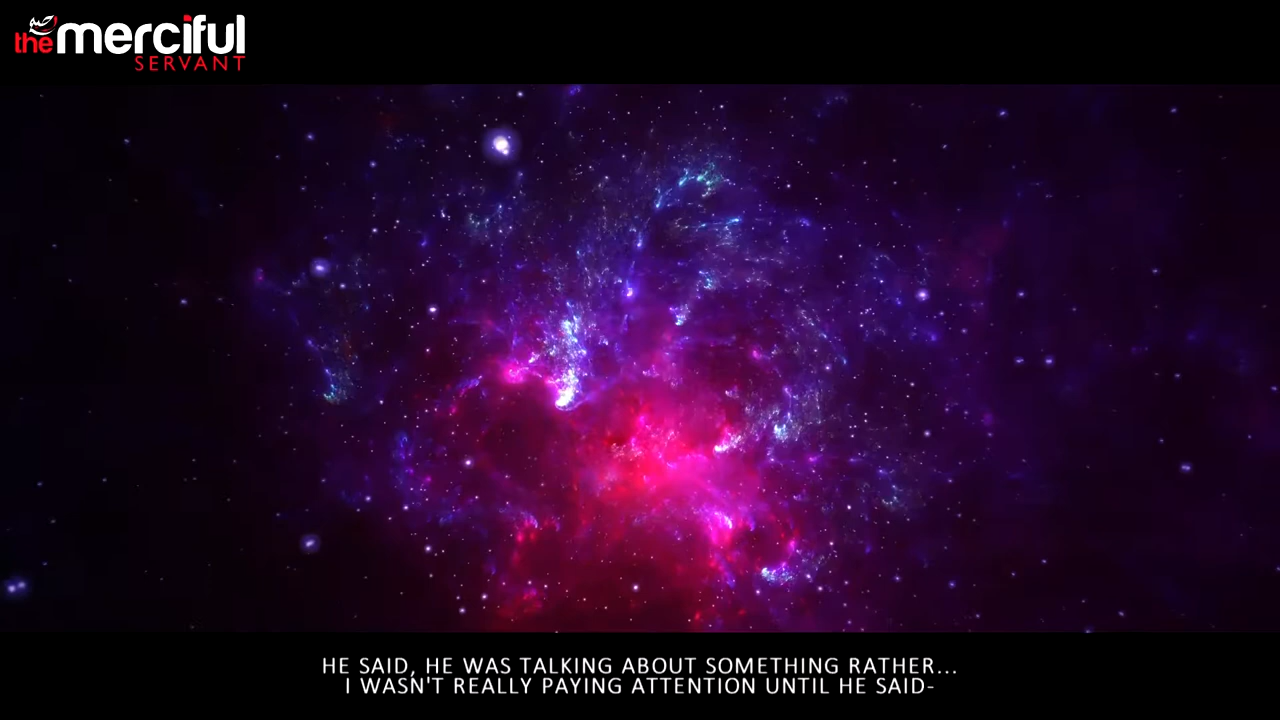 the merciful
SERVANT
HE SAID, HE WAS TALKING ABOUT SOMETHING RATHER...
I WASN'T REALLY PAYING ATTENTION UNTIL HE SAID-